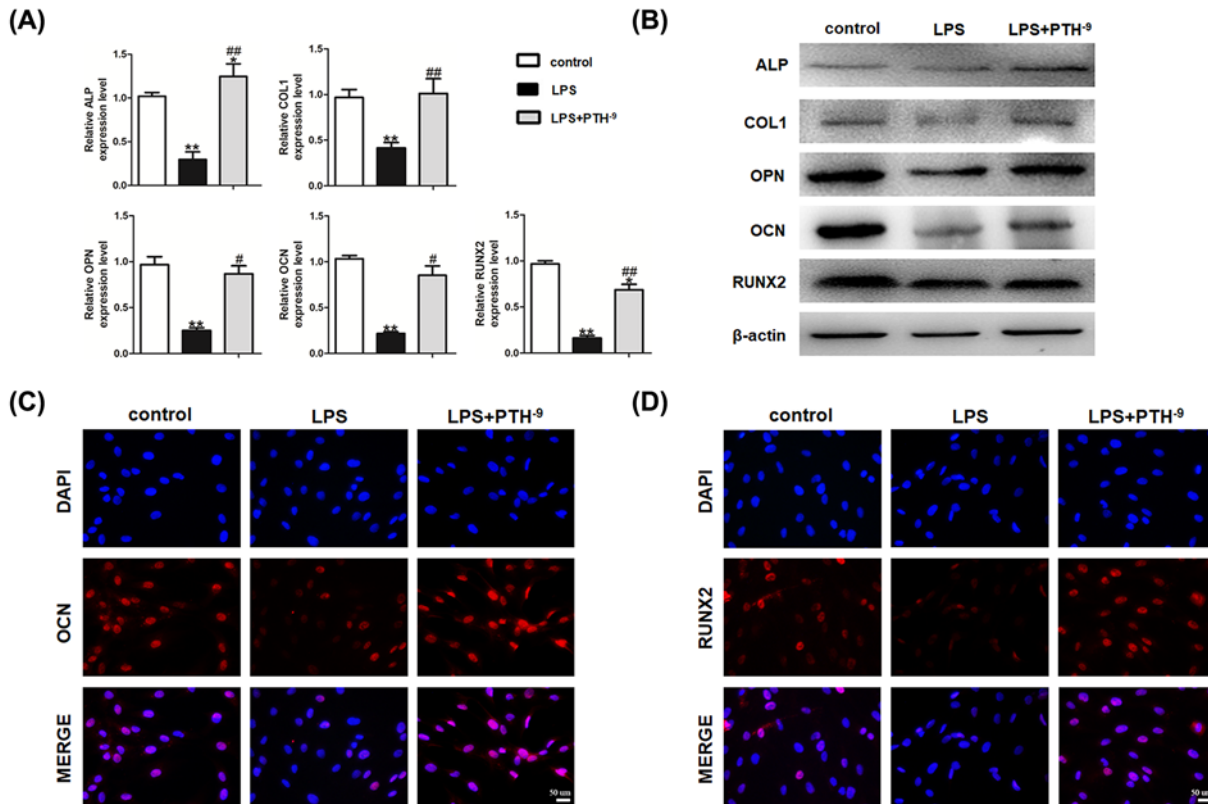 (A)
Relative ALP
expression level
1.5
1.0
0.5
0.0
**
##
*
Relative COL1
expression level
1.5
1.0
0.5
0.0
**
##
control
LPS
LPS+PTH⁻⁹
Relative OPN
expression level
1.5
1.0
0.5
0.0
**
#
Relative OCN
expression level
1.5
1.0
0.5
0.0
**
#
Relative RUNX2
expression level
1.5
1.0
0.5
0.0
**
##
*
(B)
control LPS LPS+PTH⁻⁹
ALP
COL1
OPN
OCN
RUNX2
β-actin
(C)
control LPS LPS+PTH⁻⁹
DAPI
OCN
MERGE
50 um
(D)
control LPS LPS+PTH⁻⁹
DAPI
RUNX2
MERGE
50 um